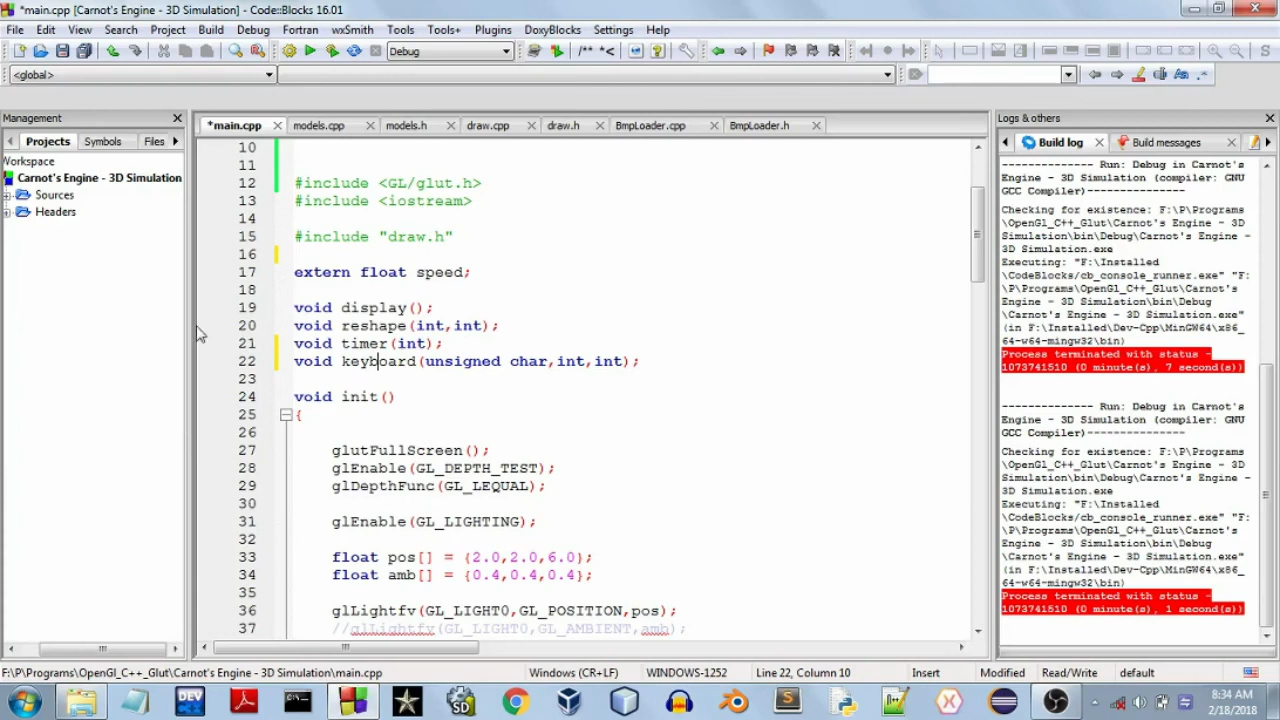 *main.cpp [Carnot's Engine - 3D Simulation] - Code::Blocks 16.01
File Edit View Search Project Build Debug Fortran wxSmith Tools Tools+ Plugins DoxyBlocks Settings Help
/** *< Debug
<global>
Management
Projects Symbols Files
Workspace
Carnot's Engine - 3D Simulation
Sources
Headers
*main.cpp models.cpp models.h draw.cpp draw.h BmpLoader.cpp BmpLoader.h
10
11
12 #include <GL/glut.h>
13 #include <iostream>
14
15 #include "draw.h"
16
17 extern float speed;
18
19 void display();
20 void reshape(int,int);
21 void timer(int);
22 void keyboard(unsigned char,int,int);
23
24 void init()
25 {
26
27 glutFullScreen();
28 glEnable(GL_DEPTH_TEST);
29 glDepthFunc(GL_LEQUAL);
30
31 glEnable(GL_LIGHTING);
32
33 float pos[] = {2.0,2.0,6.0};
34 float amb[] = {0.4,0.4,0.4};
35
36 glLightfv(GL_LIGHT0,GL_POSITION,pos);
37 //glLightfv(GL_LIGHT0,GL_AMBIENT,amb);
Logs & others
Build log Build messages
-------------- Run: Debug in Carnot's
Engine - 3D Simulation (compiler: GNU
GCC Compiler)---------------
Checking for existence: F:\P\Programs
\OpenGl_C++_Glut\Carnot's Engine - 3D
Simulation\bin\Debug\Carnot's Engine -
3D Simulation.exe
Executing: "F:\Installed
\CodeBlocks/cb_console_runner.exe" "F:
\P\Programs\OpenGl_C++_Glut\Carnot's
Engine - 3D Simulation\bin\Debug
\Carnot's Engine - 3D Simulation.exe"
(in F:\Installed\Dev-Cpp\MinGW64\x86_
64-w64-mingw32\bin)
Process terminated with status -
1073741510 (0 minute(s), 7 second(s))
-------------- Run: Debug in Carnot's
Engine - 3D Simulation (compiler: GNU
GCC Compiler)---------------
Checking for existence: F:\P\Programs
\OpenGl_C++_Glut\Carnot's Engine - 3D
Simulation\bin\Debug\Carnot's Engine -
3D Simulation.exe
Executing: "F:\Installed
\CodeBlocks/cb_console_runner.exe" "F:
\P\Programs\OpenGl_C++_Glut\Carnot's
Engine - 3D Simulation\bin\Debug
\Carnot's Engine - 3D Simulation.exe"
(in F:\Installed\Dev-Cpp\MinGW64\x86_
64-w64-mingw32\bin)
Process terminated with status -
1073741510 (0 minute(s), 1 second(s))
F:\P\Programs\OpenGl_C++_Glut\Carnot's Engine - 3D Simulation\main.cpp Windows (CR+LF) WINDOWS-1252 Line 22, Column 10 Insert Modified Read/Write default
DEV
SD
8:34 AM
2/18/2018